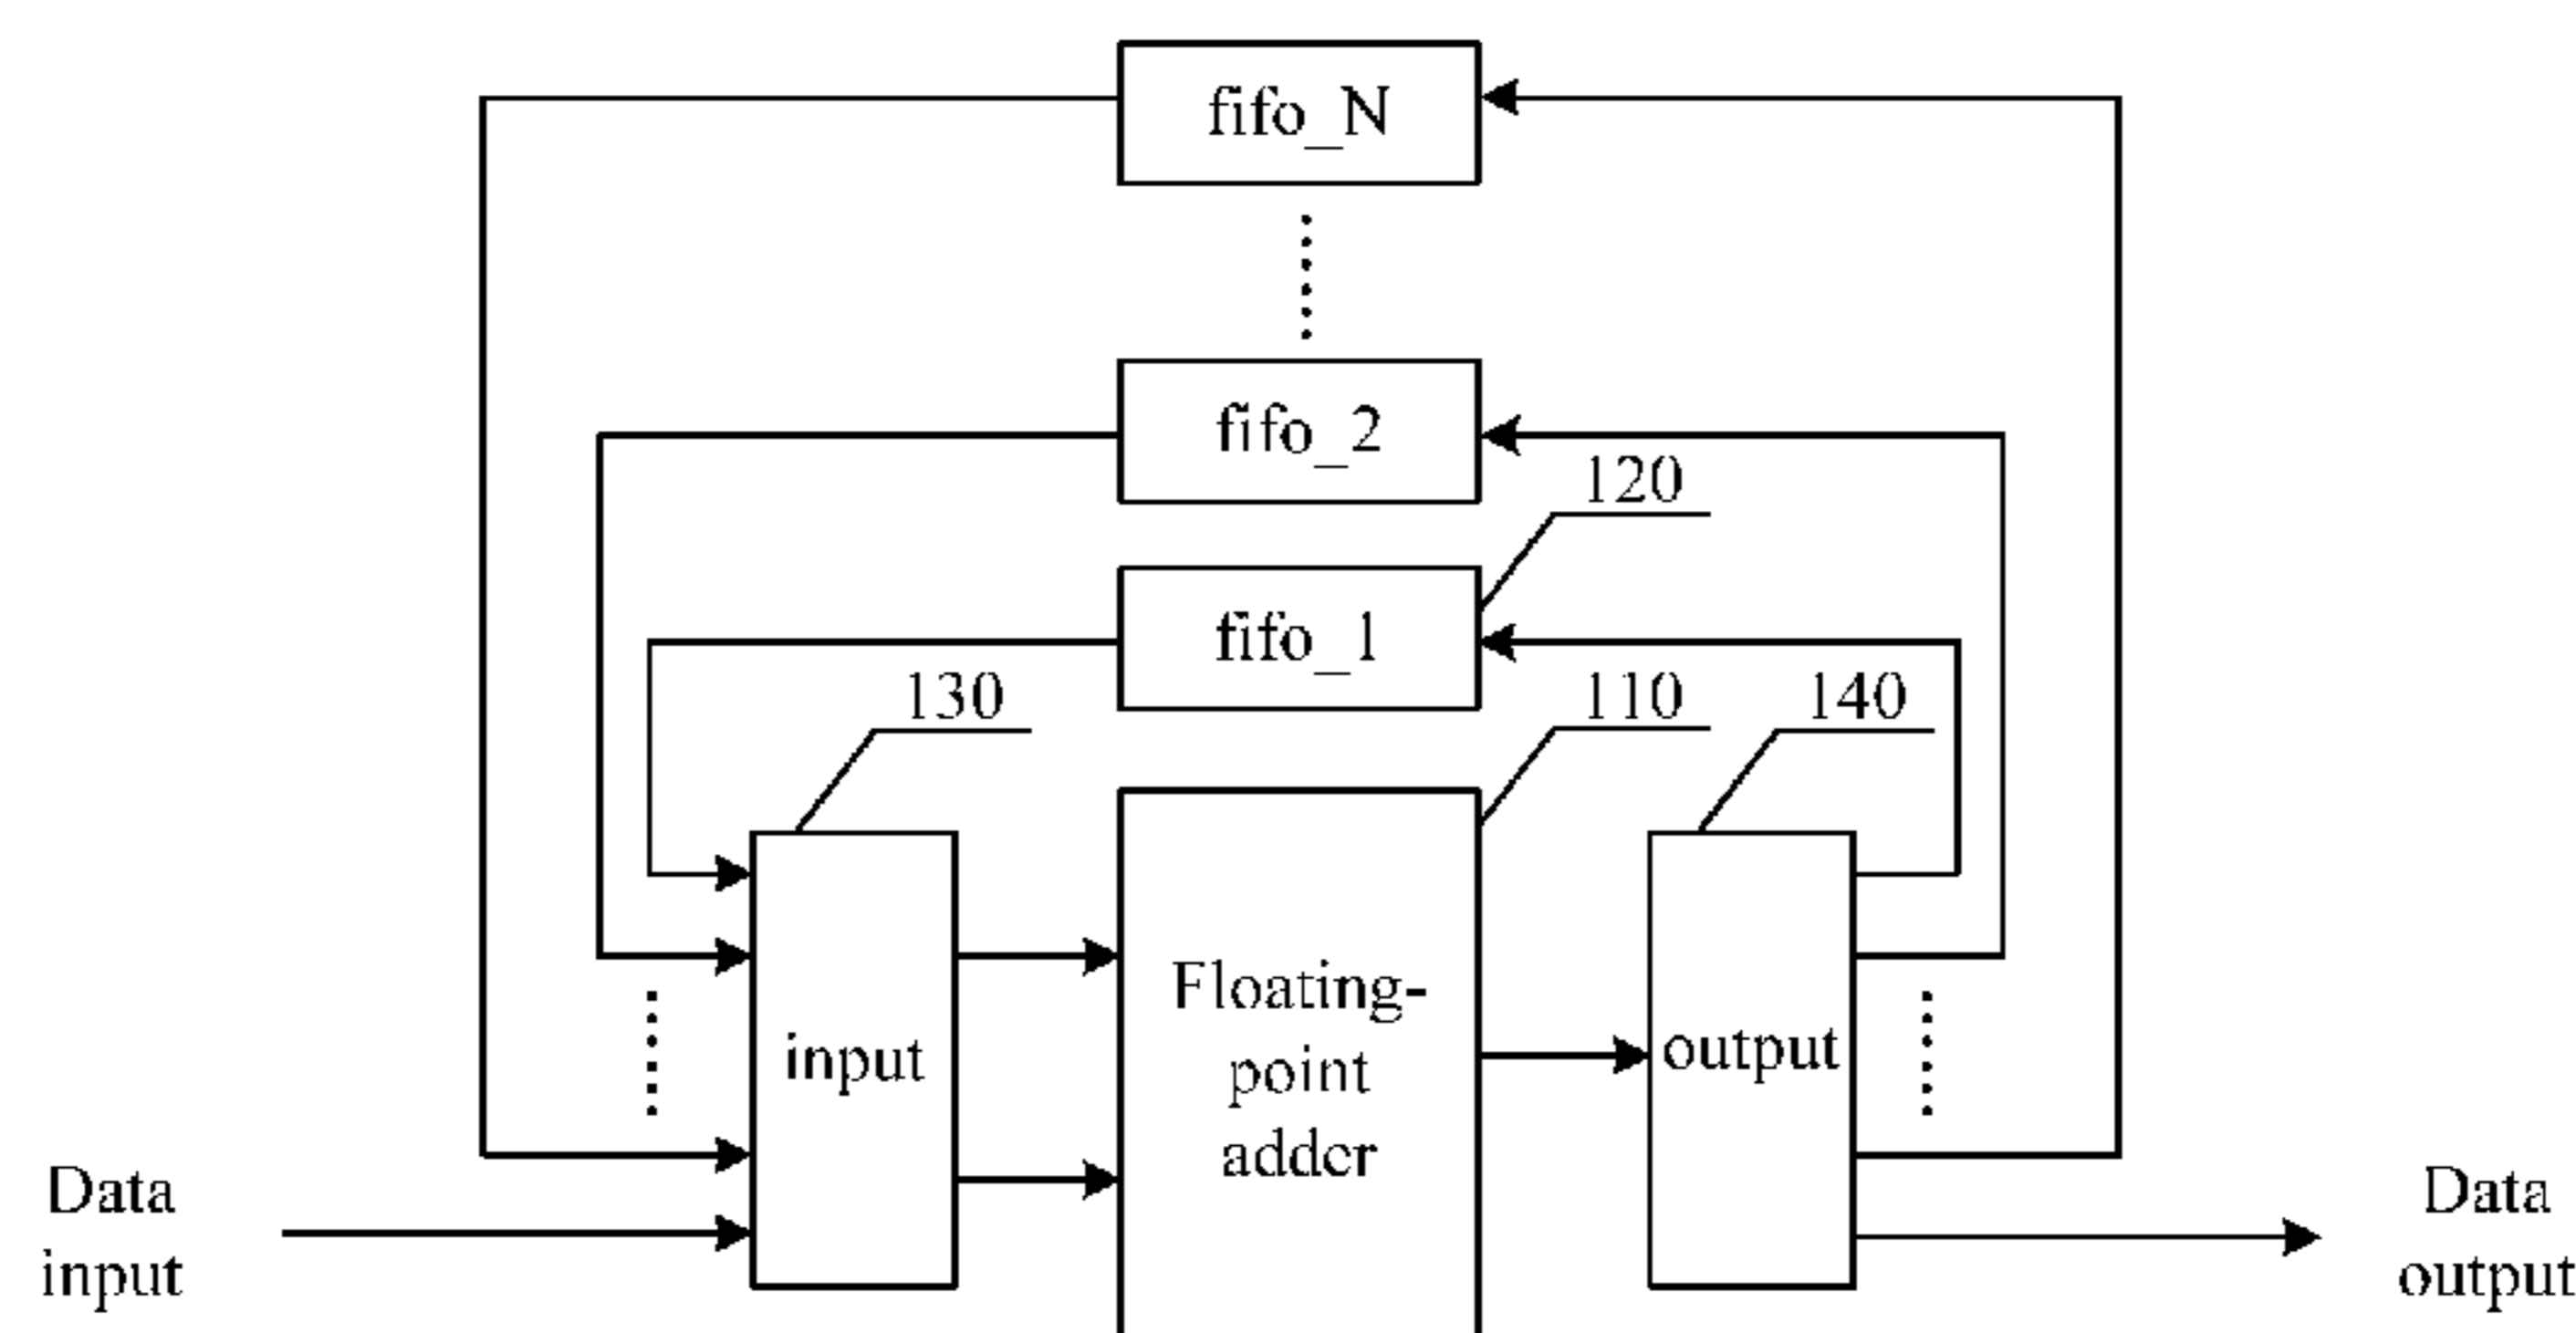 fifo_N
fifo_2
120
fifo_1
130
110
140
Floating-
point
adder
input
output
Data
input
Data
output